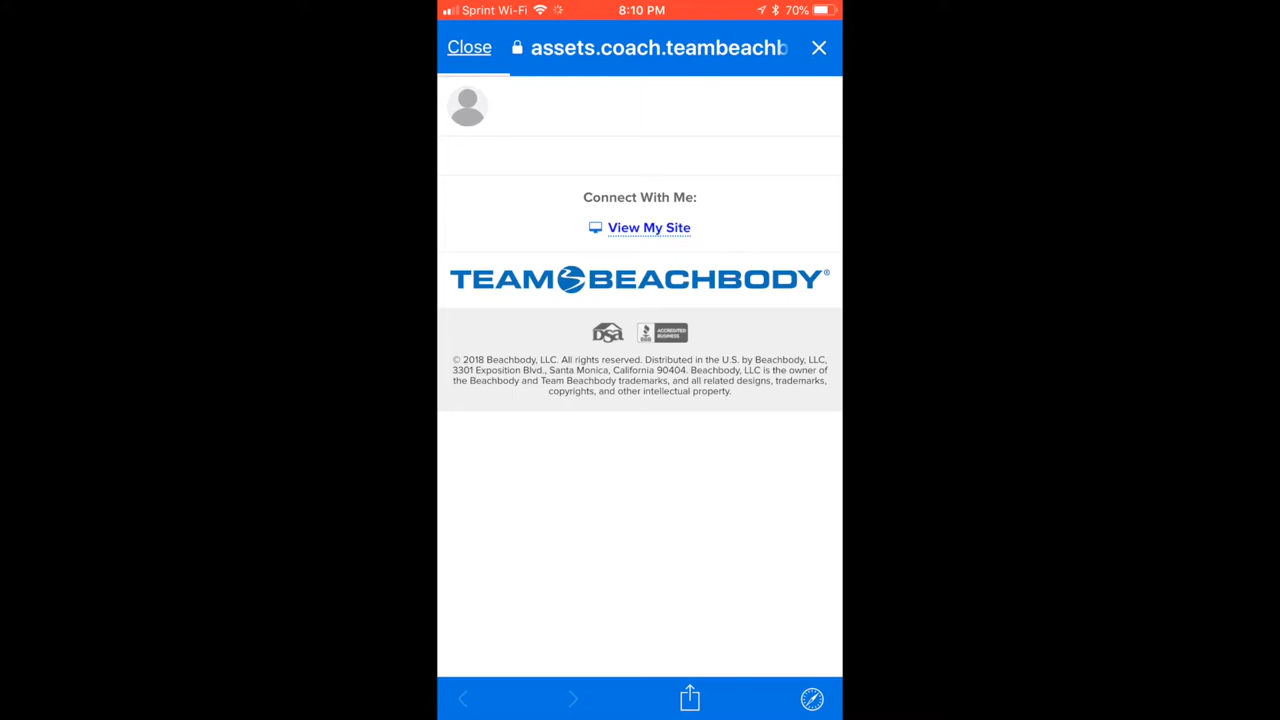 Sprint Wi-Fi 8:10 PM 70%
Close assets.coach.teambeachb
Connect With Me:
View My Site
TEAM BEACHBODY®
DSA BBB ACCREDITED BUSINESS
© 2018 Beachbody, LLC. All rights reserved. Distributed in the U.S. by Beachbody, LLC,
3301 Exposition Blvd., Santa Monica, California 90404. Beachbody, LLC is the owner of
the Beachbody and Team Beachbody trademarks, and all related designs, trademarks,
copyrights, and other intellectual property.